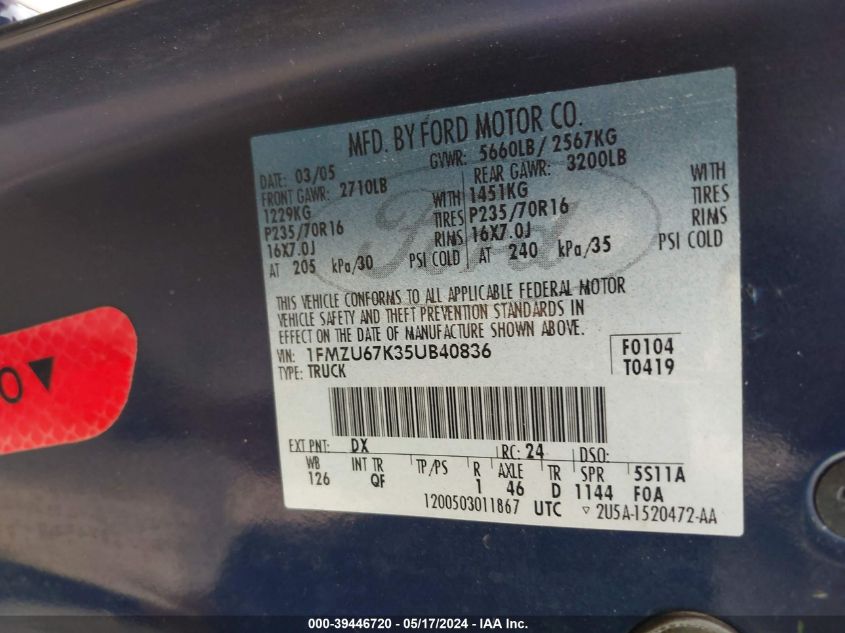 MFD. BY FORD MOTOR CO.
DATE: 03/05 GVWR: 5660LB / 2567KG
FRONT GAWR: 2710LB REAR GAWR: 3200LB
1229KG WITH 1451KG WITH
P235/70R16 TIRES P235/70R16 TIRES
16X7.0J RIMS 16X7.0J RIMS
AT 205 kPa/30 PSI COLD AT 240 kPa/35 PSI COLD
Ford
THIS VEHICLE CONFORMS TO ALL APPLICABLE FEDERAL MOTOR
VEHICLE SAFETY AND THEFT PREVENTION STANDARDS IN
EFFECT ON THE DATE OF MANUFACTURE SHOWN ABOVE.
VIN: 1FMZU67K35UB40836 F0104
TYPE: TRUCK T0419
EXT PNT: DX RC: 24 DSO:
WB INT TR TP/PS R AXLE TR SPR 5S11A
126 QF 1 46 D 1144 F0A
1200503011867 UTC ▽ 2U5A-1520472-AA
0▼
000-39446720 - 05/17/2024 - IAA Inc.